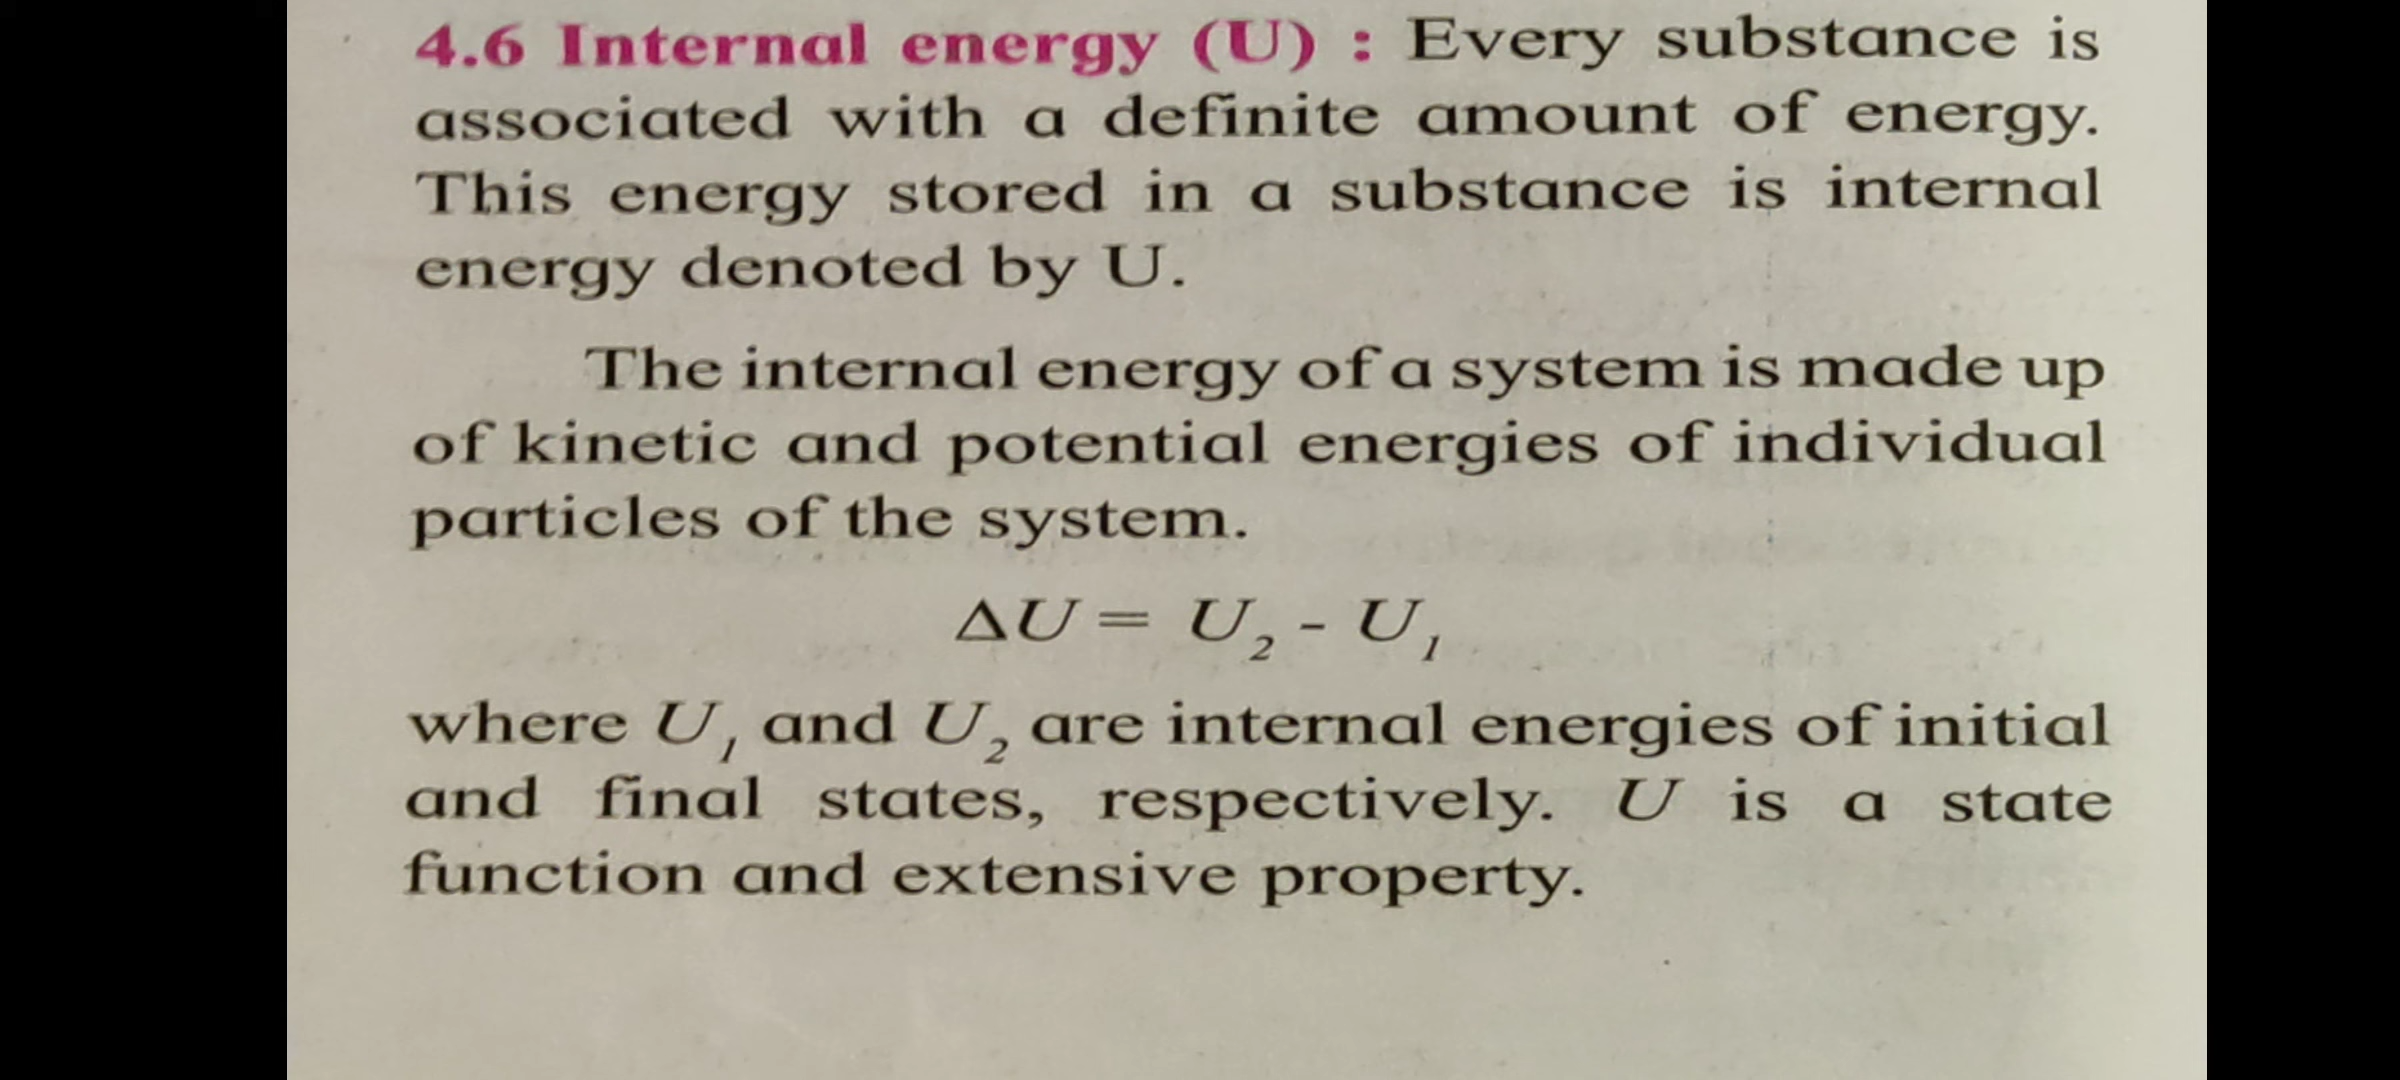 4.6 Internal energy (U) : Every substance is
associated with a definite amount of energy.
This energy stored in a substance is internal
energy denoted by U.
The internal energy of a system is made up
of kinetic and potential energies of individual
particles of the system.
ΔU = U₂ - U₁
where U₁ and U₂ are internal energies of initial
and final states, respectively. U is a state
function and extensive property.